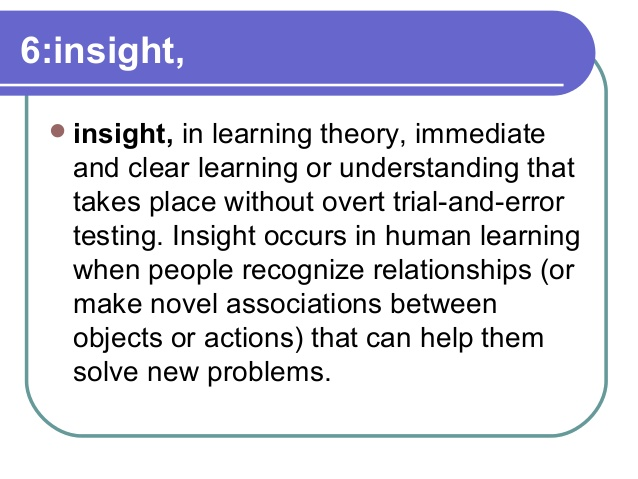 6:insight,
insight, in learning theory, immediate
and clear learning or understanding that
takes place without overt trial-and-error
testing. Insight occurs in human learning
when people recognize relationships (or
make novel associations between
objects or actions) that can help them
solve new problems.